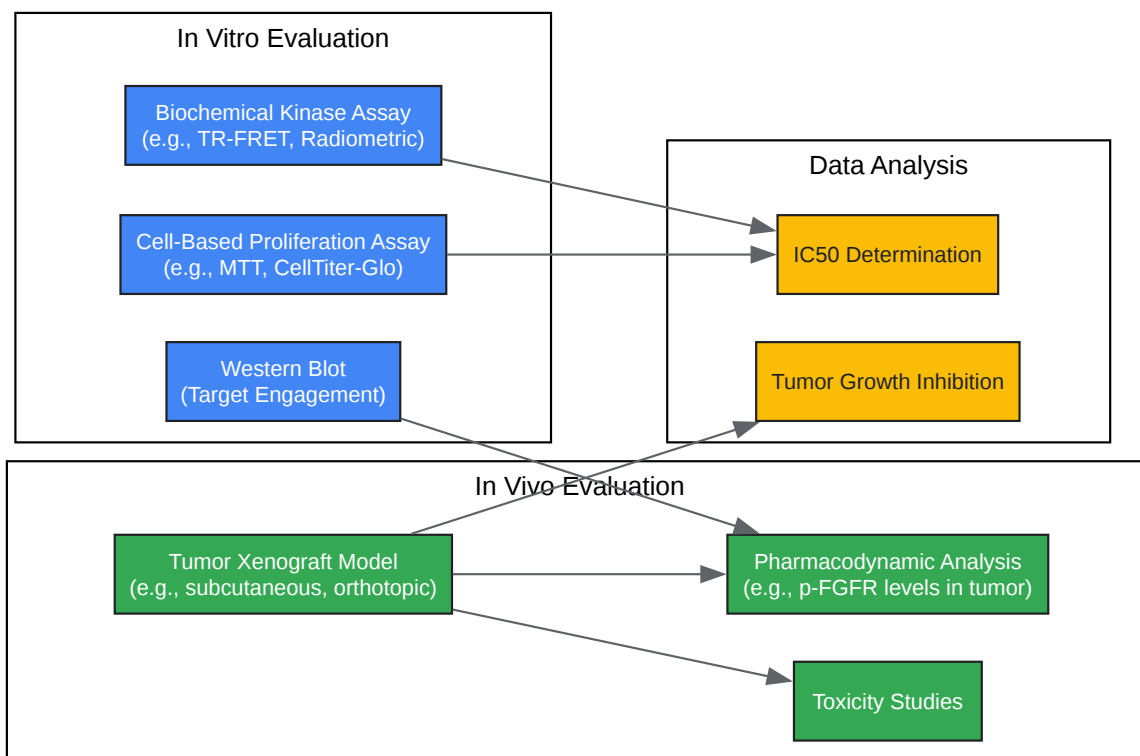 In Vitro Evaluation
Biochemical Kinase Assay
(e.g., TR-FRET, Radiometric)
Cell-Based Proliferation Assay
(e.g., MTT, CellTiter-Glo)
Western Blot
(Target Engagement)
Data Analysis
IC50 Determination
Tumor Growth Inhibition
In Vivo Evaluation
Tumor Xenograft Model
(e.g., subcutaneous, orthotopic)
Pharmacodynamic Analysis
(e.g., p-FGFR levels in tumor)
Toxicity Studies